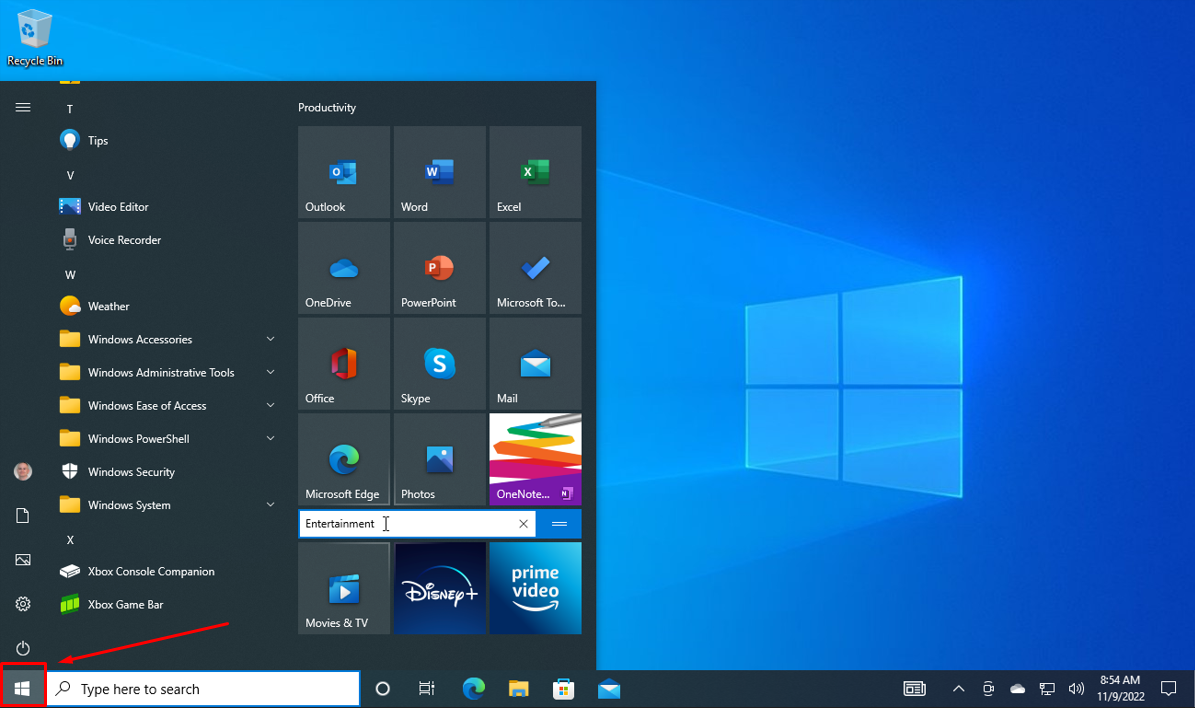 Recycle Bin
T
Tips
V
Video Editor
Voice Recorder
W
Weather
Windows Accessories
Windows Administrative Tools
Windows Ease of Access
Windows PowerShell
Windows Security
Windows System
X
Xbox Console Companion
Xbox Game Bar
Productivity
Outlook
Word
Excel
OneDrive
PowerPoint
Microsoft To...
Office
Skype
Mail
Microsoft Edge
Photos
OneNote...
Entertainment
Movies & TV
Disney+
prime
video
Type here to search
8:54 AM
11/9/2022